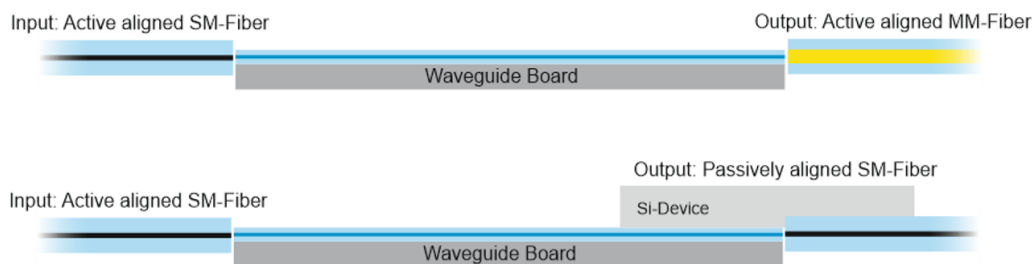 Input: Active aligned SM-Fiber
Output: Active aligned MM-Fiber
Waveguide Board
Output: Passively aligned SM-Fiber
Input: Active aligned SM-Fiber
Si-Device
Waveguide Board